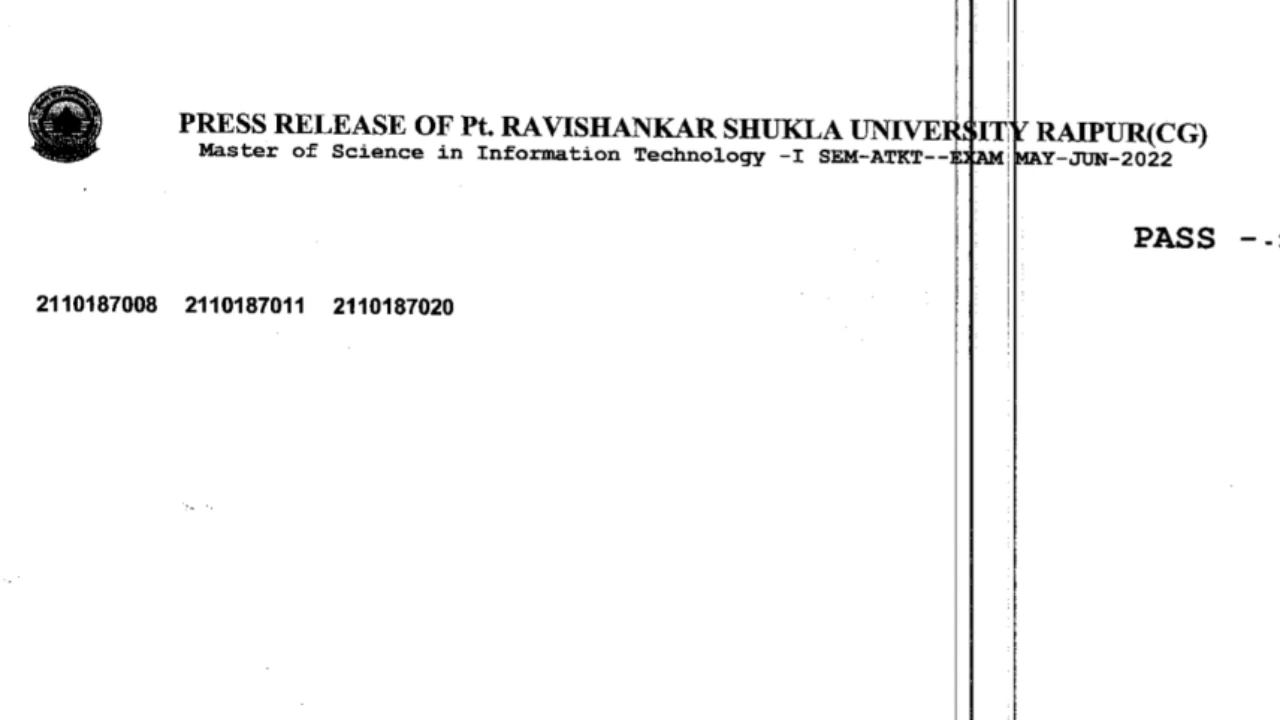 PRESS RELEASE OF Pt. RAVISHANKAR SHUKLA UNIVERSITY RAIPUR(CG)
Master of Science in Information Technology -I SEM-ATKT--EXAM MAY-JUN-2022
PASS -
2110187008 2110187011 2110187020